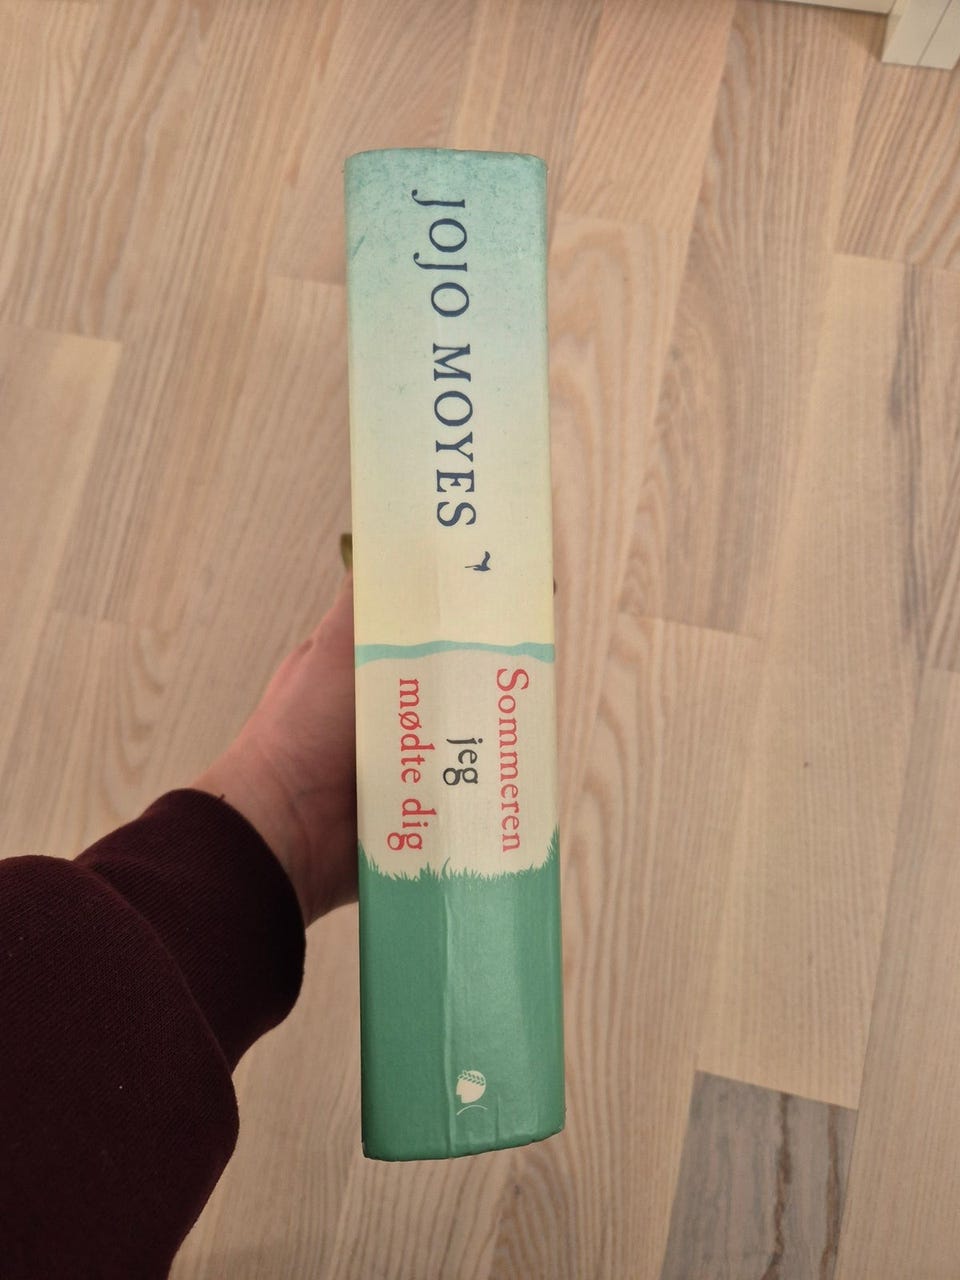 JOJO MOYES
Sommeren
jeg
mødte dig